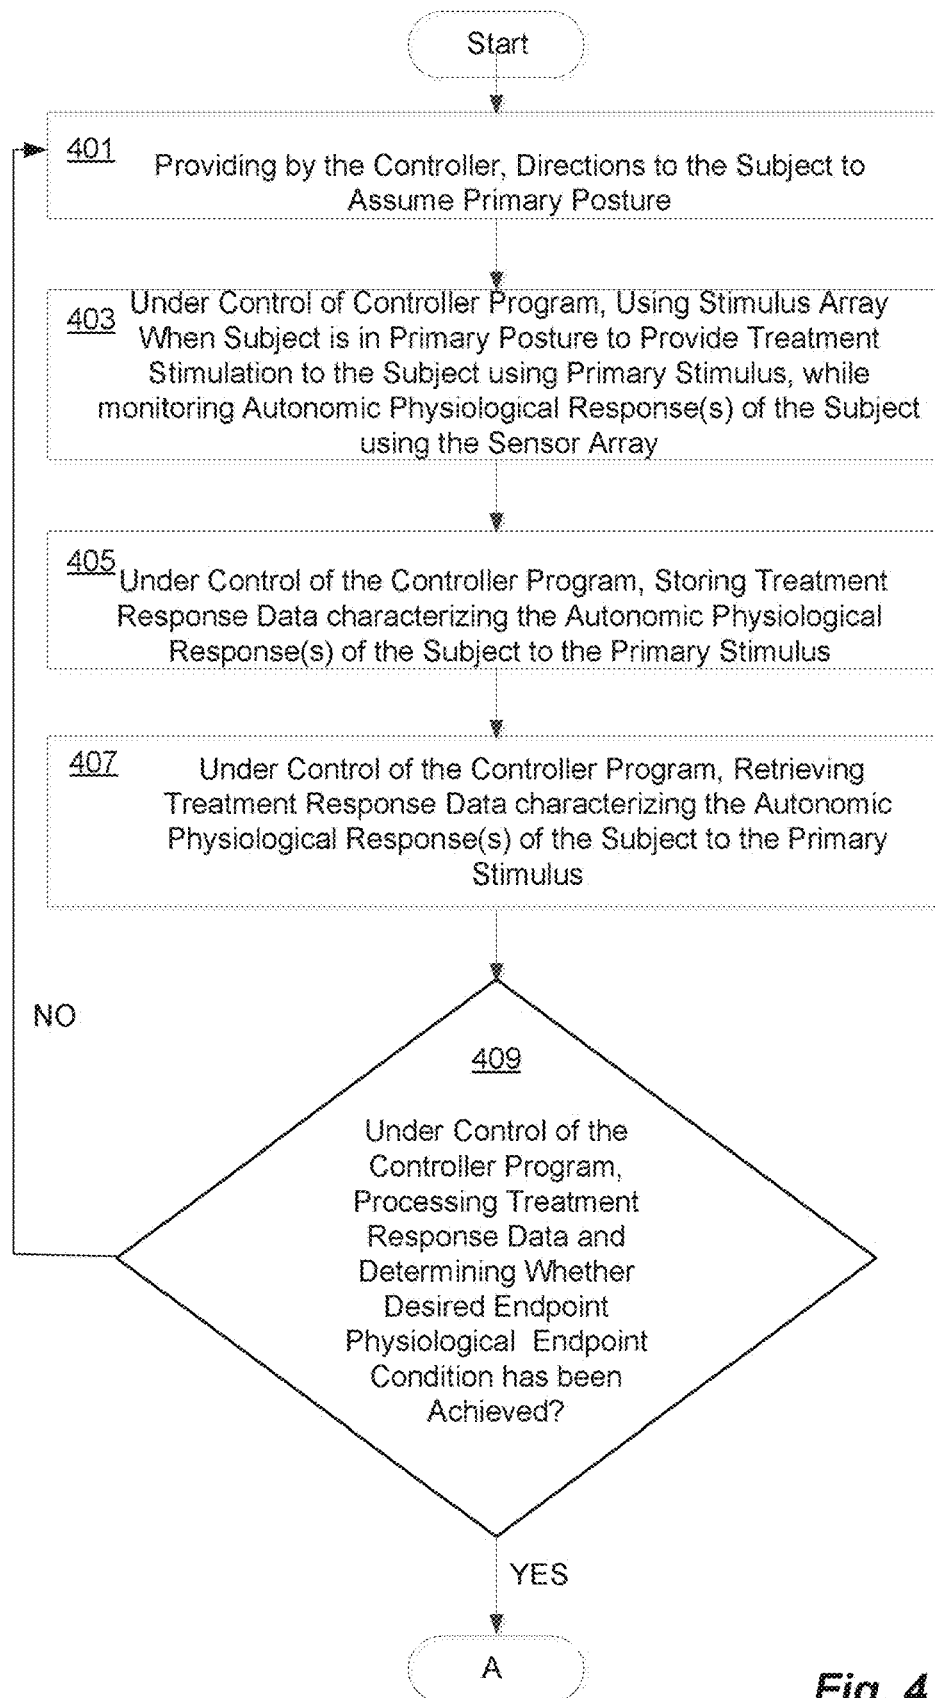 Start
401
Providing by the Controller, Directions to the Subject to
Assume Primary Posture
403
Under Control of Controller Program, Using Stimulus Array
When Subject is in Primary Posture to Provide Treatment
Stimulation to the Subject using Primary Stimulus, while
monitoring Autonomic Physiological Response(s) of the Subject
using the Sensor Array
405
Under Control of the Controller Program, Storing Treatment
Response Data characterizing the Autonomic Physiological
Response(s) of the Subject to the Primary Stimulus
407
Under Control of the Controller Program, Retrieving
Treatment Response Data characterizing the Autonomic
Physiological Response(s) of the Subject to the Primary
Stimulus
NO
409
Under Control of the
Controller Program,
Processing Treatment
Response Data and
Determining Whether
Desired Endpoint
Physiological Endpoint
Condition has been
Achieved?
YES
A
Fig. 4